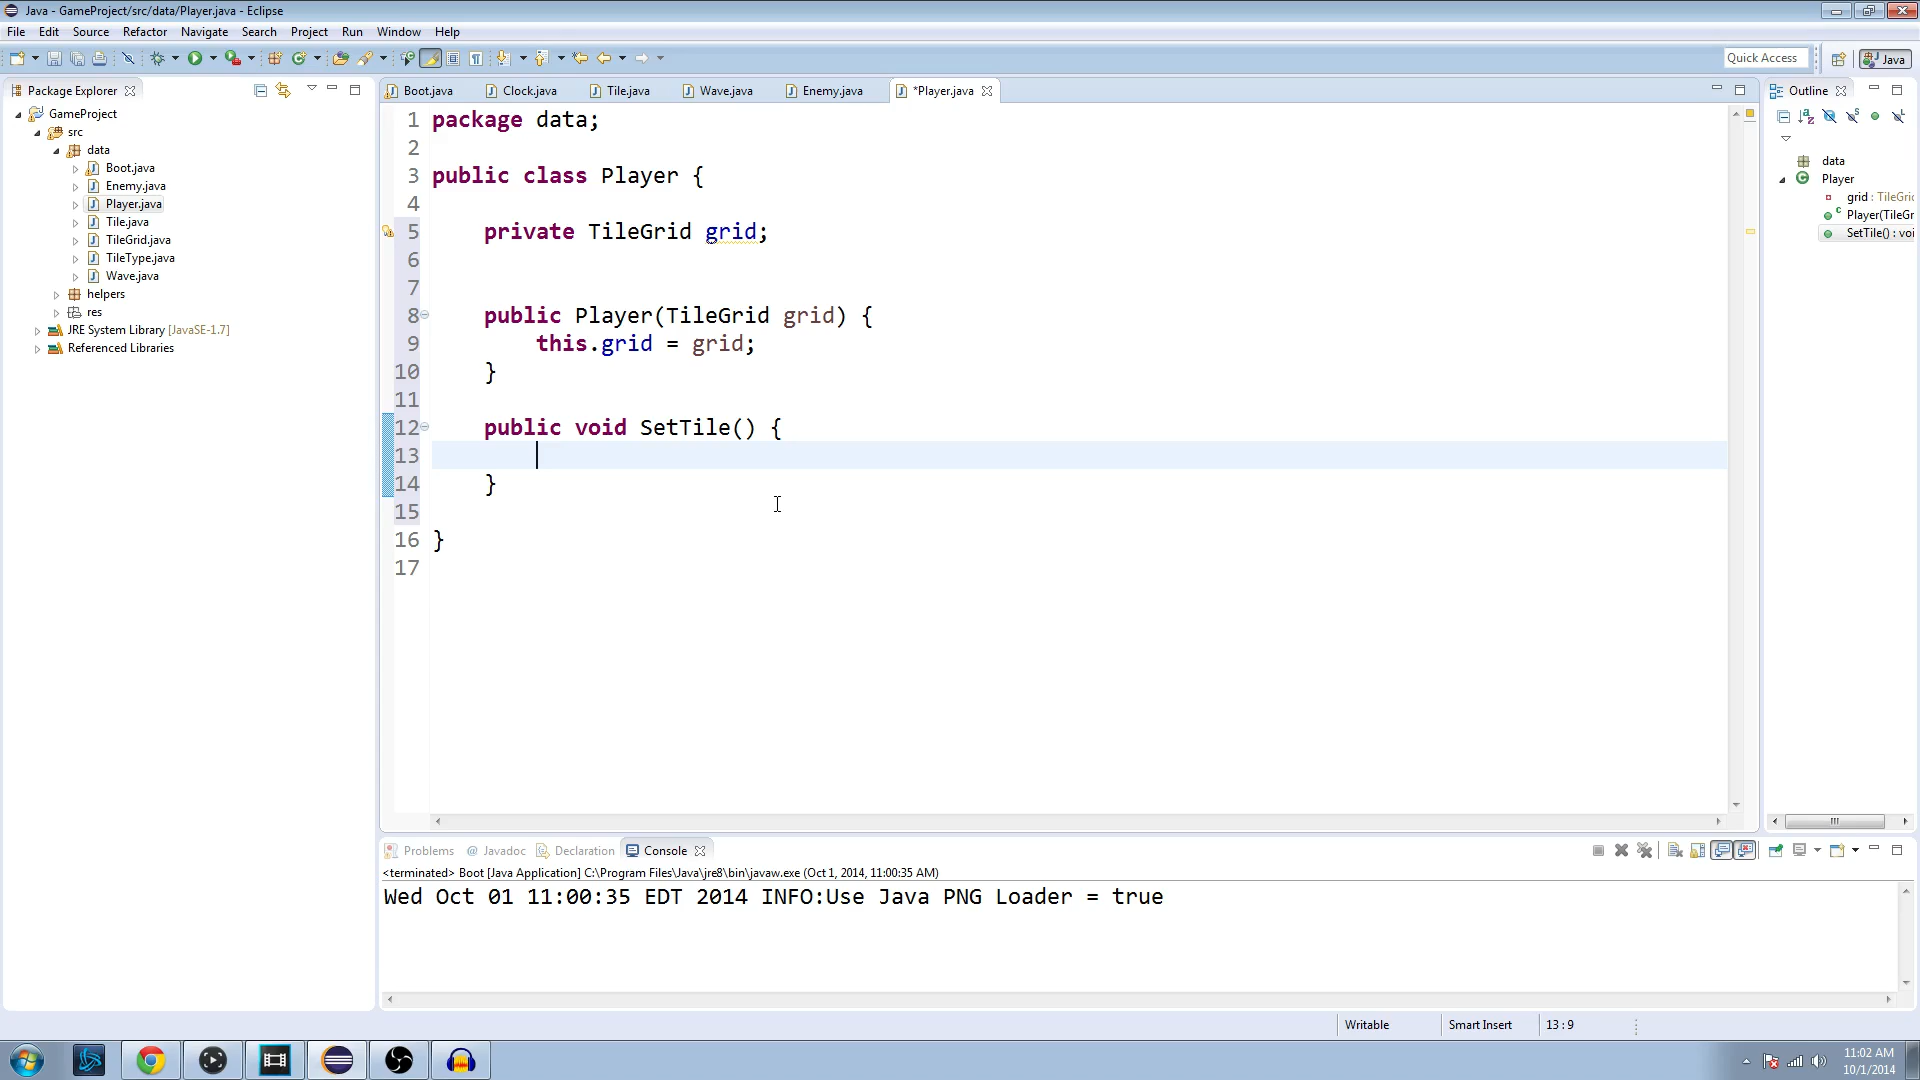 Java - GameProject/src/data/Player.java - Eclipse
File Edit Source Refactor Navigate Search Project Run Window Help
Quick Access
Java
Package Explorer
GameProject
src
data
Boot.java
Enemy.java
Player.java
Tile.java
TileGrid.java
TileType.java
Wave.java
helpers
res
JRE System Library [JavaSE-1.7]
Referenced Libraries
Boot.java Clock.java Tile.java Wave.java Enemy.java *Player.java
1 package data;
2
3 public class Player {
4
5 private TileGrid grid;
6
7
8 public Player(TileGrid grid) {
9 this.grid = grid;
10 }
11
12 public void SetTile() {
13
14 }
15
16 }
17
Outline
data
Player
grid : TileGri
Player(TileGr
SetTile() : voi
Problems @ Javadoc Declaration Console
<terminated> Boot [Java Application] C:\Program Files\Java\jre8\bin\javaw.exe (Oct 1, 2014, 11:00:35 AM)
Wed Oct 01 11:00:35 EDT 2014 INFO:Use Java PNG Loader = true
Writable Smart Insert 13 : 9
11:02 AM
10/1/2014